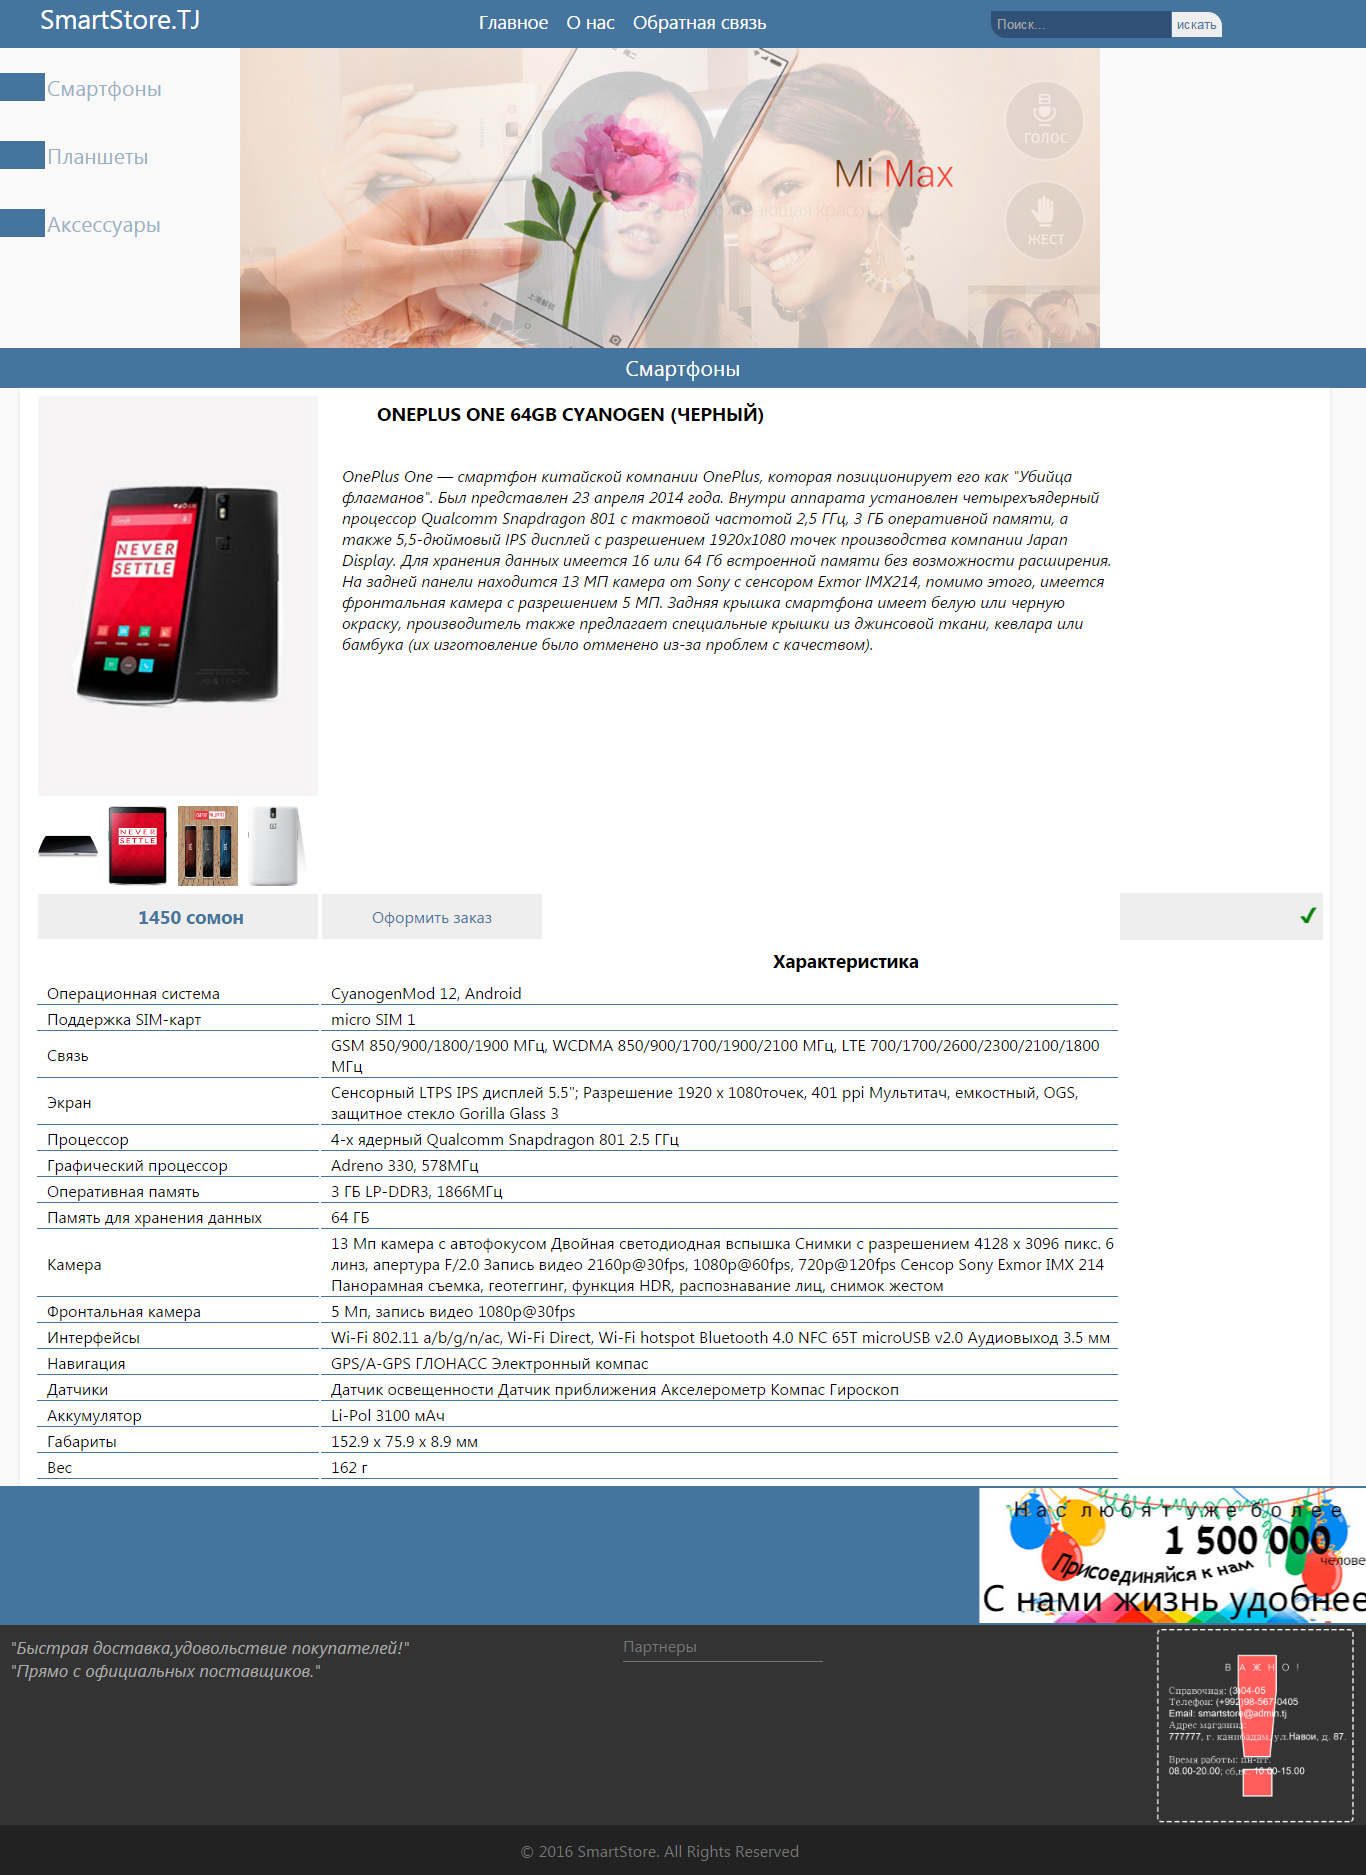 SmartStore.TJ
Главное О нас Обратная связь
Поиск... искать
Смартфоны
Планшеты
Аксессуары
ГОЛОС
Mi Max
ЖЕСТ
Смартфоны
ONEPLUS ONE 64GB CYANOGEN (ЧЕРНЫЙ)
OnePlus One — смартфон китайской компании OnePlus, которая позиционирует его как "Убийца
флагманов". Был представлен 23 апреля 2014 года. Внутри аппарата установлен четырехъядерный
процессор Qualcomm Snapdragon 801 с тактовой частотой 2,5 ГГц, 3 ГБ оперативной памяти, а
также 5,5-дюймовый IPS дисплей с разрешением 1920x1080 точек производства компании Japan
Display. Для хранения данных имеется 16 или 64 Гб встроенной памяти без возможности расширения.
На задней панели находится 13 МП камера от Sony с сенсором Exmor IMX214, помимо этого, имеется
фронтальная камера с разрешением 5 МП. Задняя крышка смартфона имеет белую или черную
окраску, производитель также предлагает специальные крышки из джинсовой ткани, кевлара или
бамбука (их изготовление было отменено из-за проблем с качеством).
NEVER
SETTLE
NEVER
SETTLE
1450 сомон
Оформить заказ
Характеристика
Операционная система CyanogenMod 12, Android
Поддержка SIM-карт micro SIM 1
Связь GSM 850/900/1800/1900 МГц, WCDMA 850/900/1700/1900/2100 МГц, LTE 700/1700/2600/2300/2100/1800
МГц
Экран Сенсорный LTPS IPS дисплей 5.5"; Разрешение 1920 x 1080точек, 401 ppi Мультитач, емкостный, OGS,
защитное стекло Gorilla Glass 3
Процессор 4-х ядерный Qualcomm Snapdragon 801 2.5 ГГц
Графический процессор Adreno 330, 578МГц
Оперативная память 3 ГБ LP-DDR3, 1866МГц
Память для хранения данных 64 ГБ
Камера 13 Мп камера с автофокусом Двойная светодиодная вспышка Снимки с разрешением 4128 x 3096 пикс. 6
линз, апертура F/2.0 Запись видео 2160p@30fps, 1080p@60fps, 720p@120fps Сенсор Sony Exmor IMX 214
Панорамная съемка, геотеггинг, функция HDR, распознавание лиц, снимок жестом
Фронтальная камера 5 Мп, запись видео 1080p@30fps
Интерфейсы Wi-Fi 802.11 a/b/g/n/ac, Wi-Fi Direct, Wi-Fi hotspot Bluetooth 4.0 NFC 65T microUSB v2.0 Аудиовыход 3.5 мм
Навигация GPS/A-GPS ГЛОНАСС Электронный компас
Датчики Датчик освещенности Датчик приближения Акселерометр Компас Гироскоп
Аккумулятор Li-Pol 3100 мАч
Габариты 152.9 x 75.9 x 8.9 мм
Вес 162 г
Нас любят уже более
1 500 000
челове
Присоединяйся к нам
С нами жизнь удобнее
"Быстрая доставка,удовольствие покупателей!"
"Прямо с официальных поставщиков."
Партнеры
ВАЖНО!
Справочная: (3)04-05
Телефон: (+992)98-567-0405
Email: smartstore@admin.tj
Адрес магазина:
777777, г. канибадам, ул.Навои, д. 87.
Время работы: пн-пт.
08.00-20.00; сб,вс. 10.00-15.00
© 2016 SmartStore. All Rights Reserved